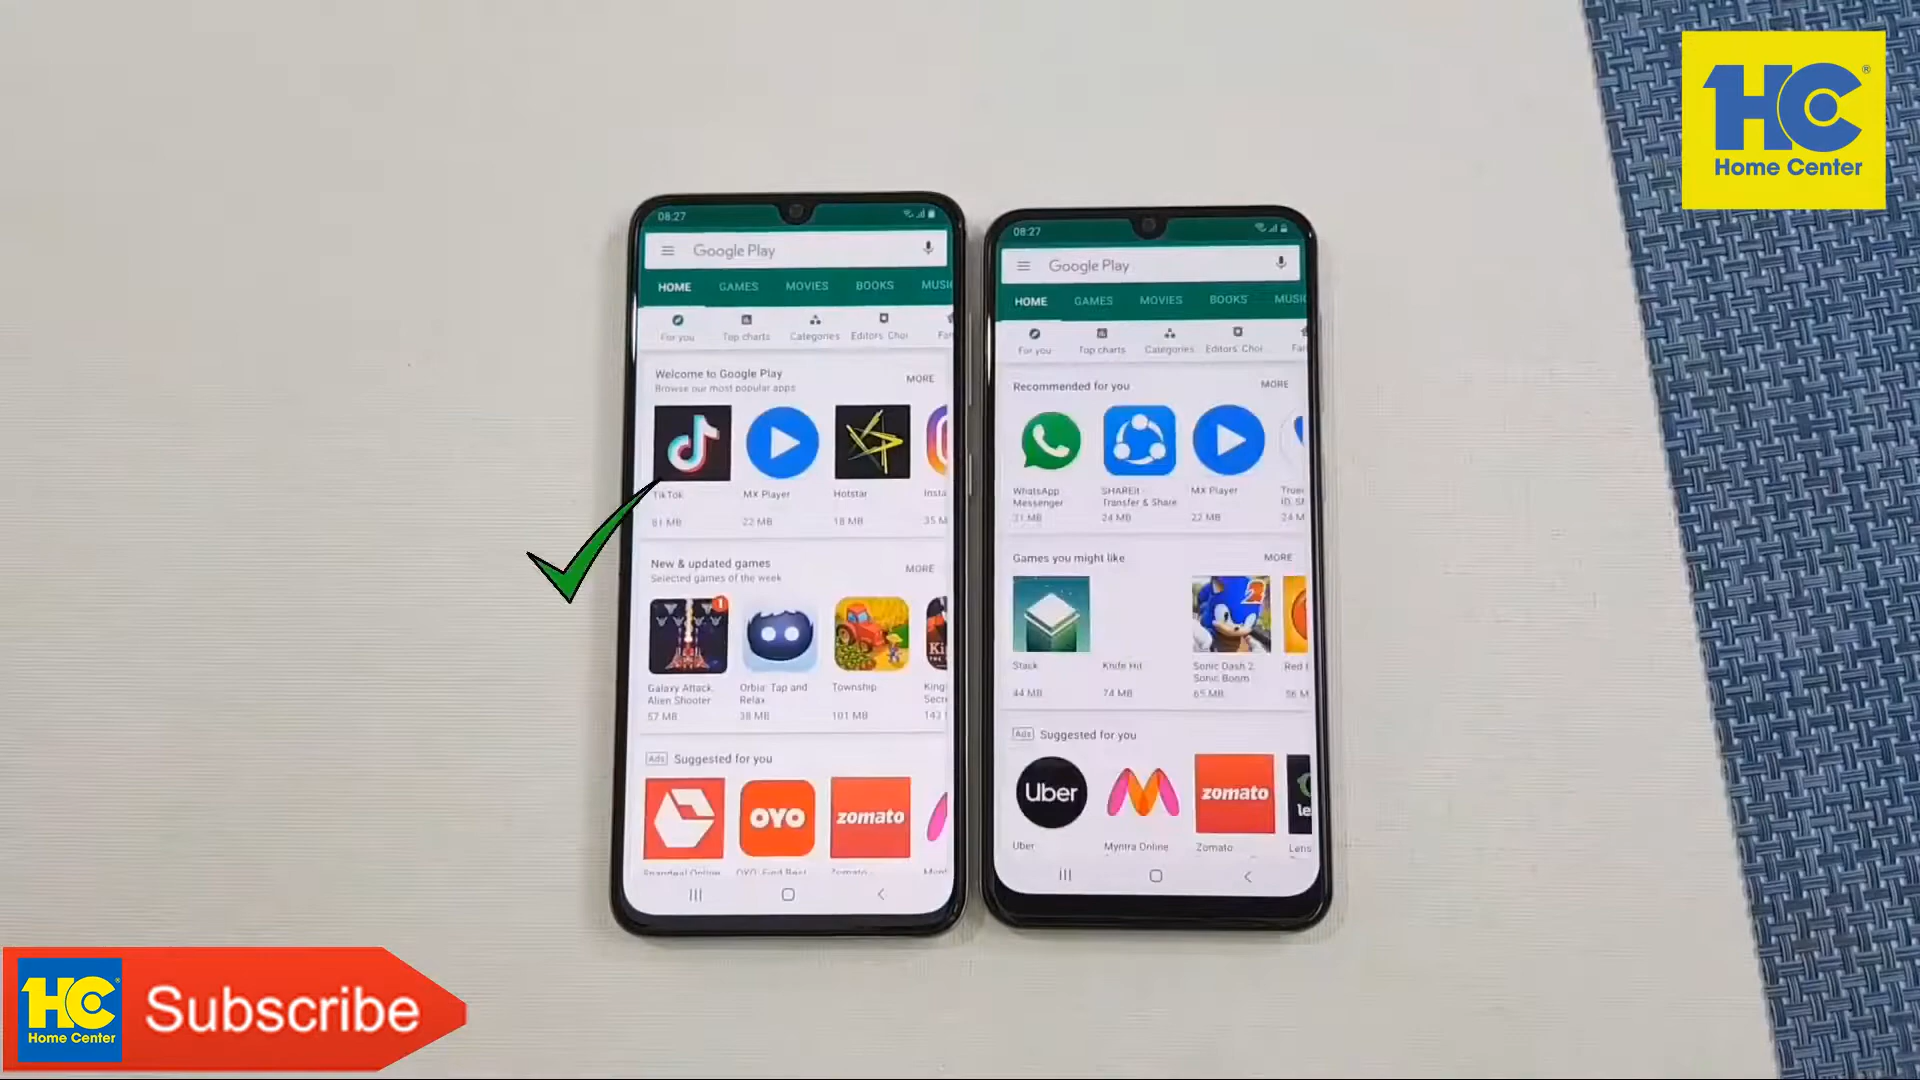 HC®
Home Center
08:27
Google Play
HOME GAMES MOVIES BOOKS
For you Top charts Categories Editors' Choi
Welcome to Google Play
Browse our most popular apps
MORE
TikTok MX Player Hotstar Insta
81 MB 22 MB 18 MB 35 M
New & updated games
Selected games of the week
MORE
Galaxy Attack: Alien Shooter
Orbia: Tap and Relax
Township
57 MB 38 MB 101 MB 143
Ads Suggested for you
OYO zomato
08:27
Google Play
HOME GAMES MOVIES BOOKS
For you Top charts Categories Editors' Choi...
Recommended for you
MORE
WhatsApp Messenger
SHAREit - Transfer & Share
MX Player
24 MB 22 MB 24 M
Games you might like
MORE
Stack Knife Hit
Sonic Dash 2: Sonic Boom
44 MB 74 MB 65 MB
Ads Suggested for you
Uber zomato
Uber Myntra Online Zomato Lens
HC®
Home Center
Subscribe